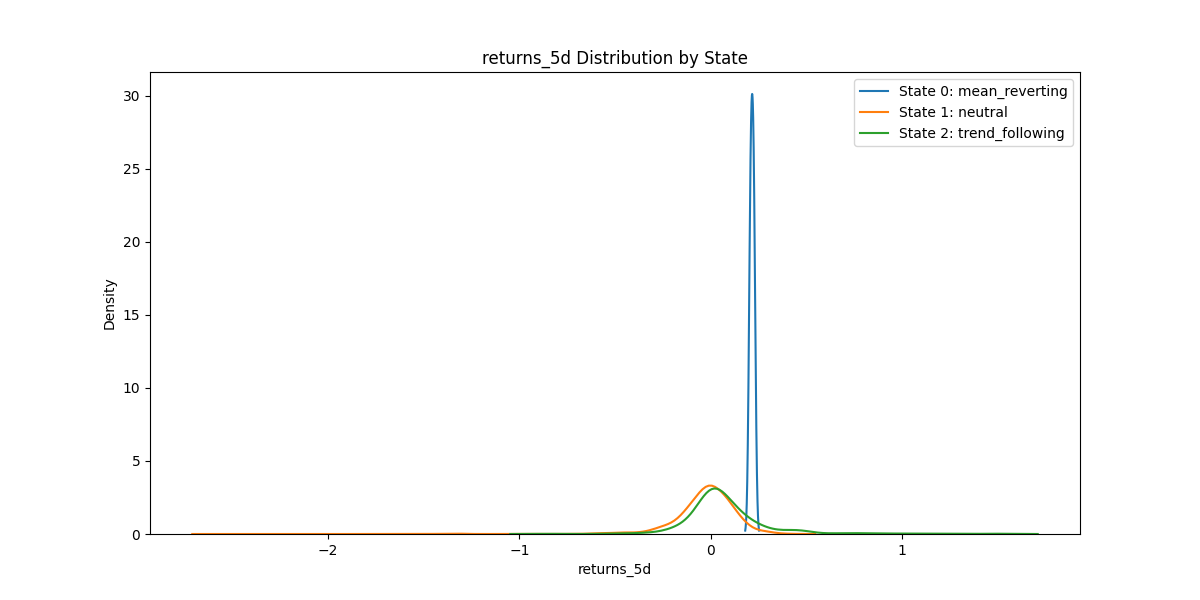 returns_5d Distribution by State
State 0: mean_reverting
State 1: neutral
State 2: trend_following
30
25
20
15
10
5
0
Density
−2
−1
0
1
returns_5d